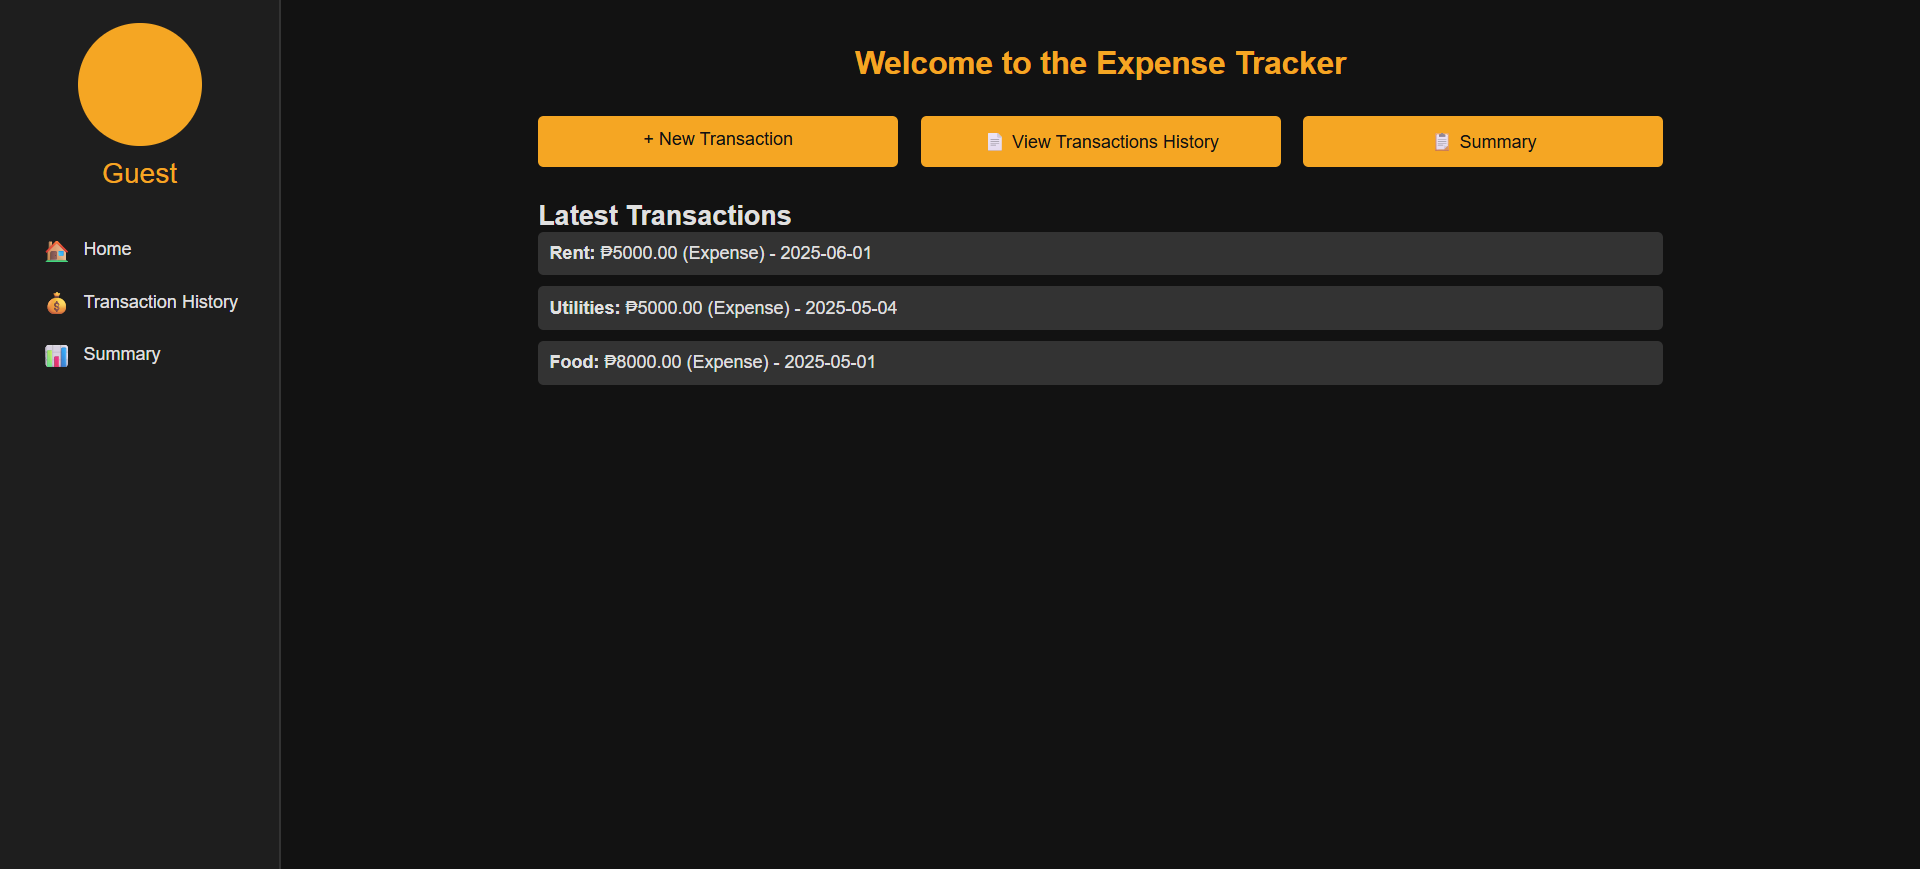 Guest
Home
Transaction History
Summary
Welcome to the Expense Tracker
+ New Transaction
View Transactions History
Summary
Latest Transactions
Rent: ₱5000.00 (Expense) - 2025-06-01
Utilities: ₱5000.00 (Expense) - 2025-05-04
Food: ₱8000.00 (Expense) - 2025-05-01